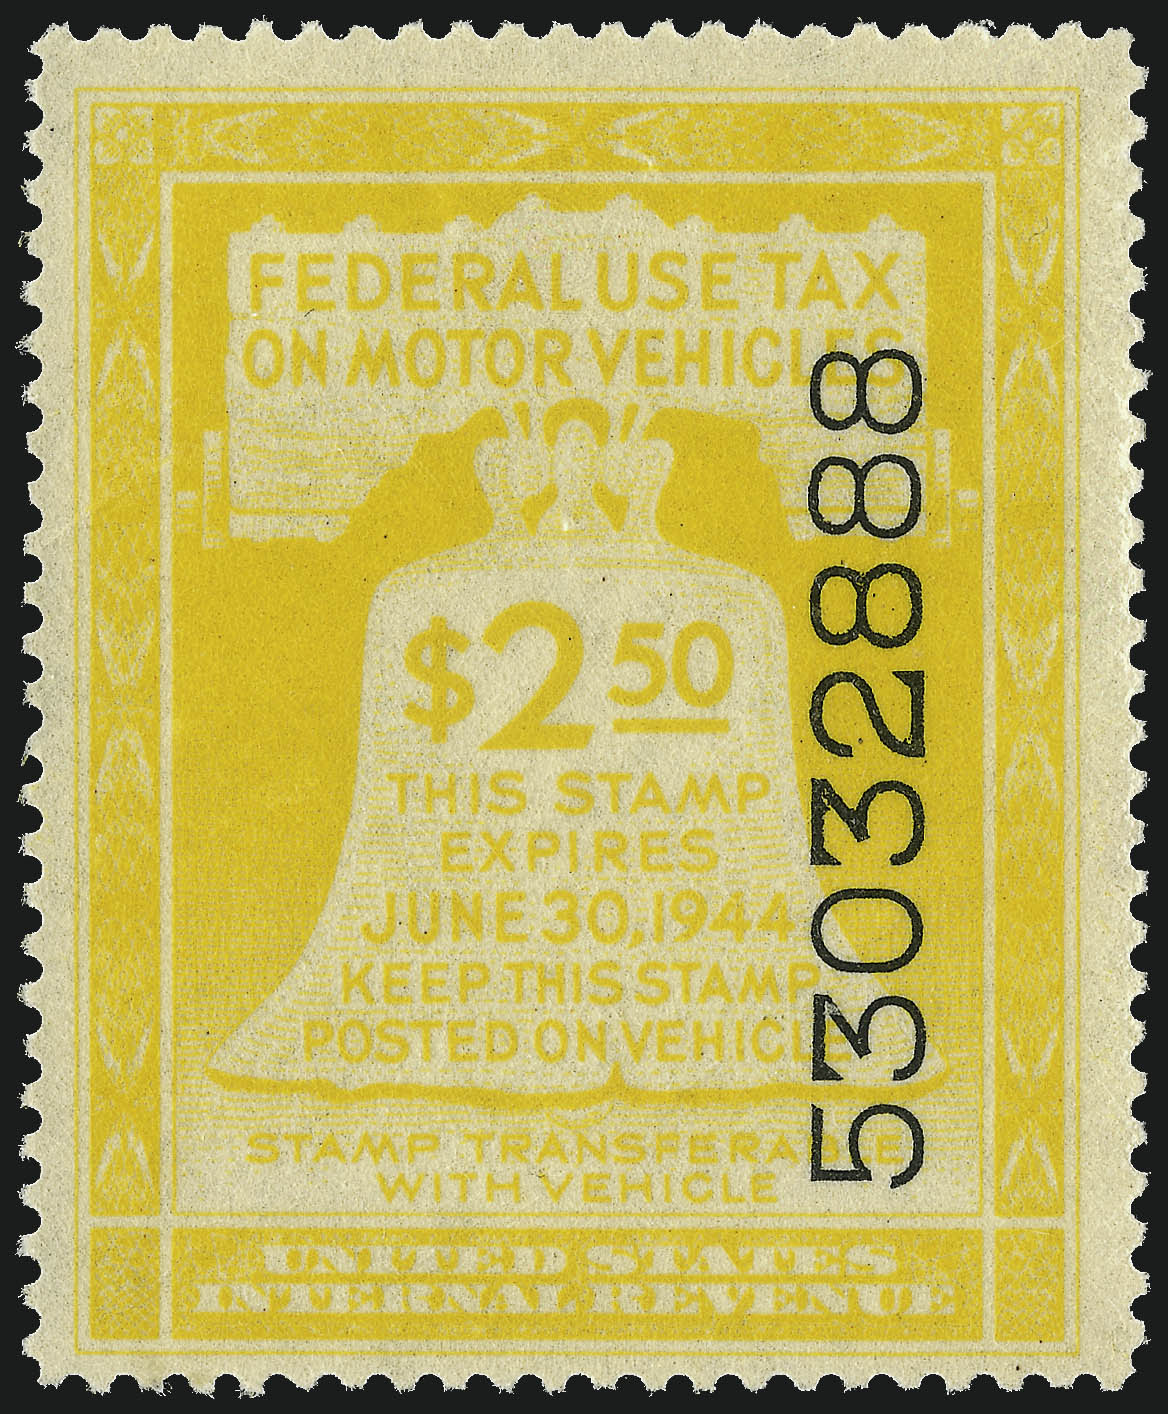 FEDERAL USE TAX
ON MOTOR VEHICLES
$2.50
THIS STAMP
EXPIRES
JUNE 30, 1944
KEEP THIS STAMP
POSTED ON VEHICLE
STAMP TRANSFERABLE
WITH VEHICLE
UNITED STATES
INTERNAL REVENUE
53032888